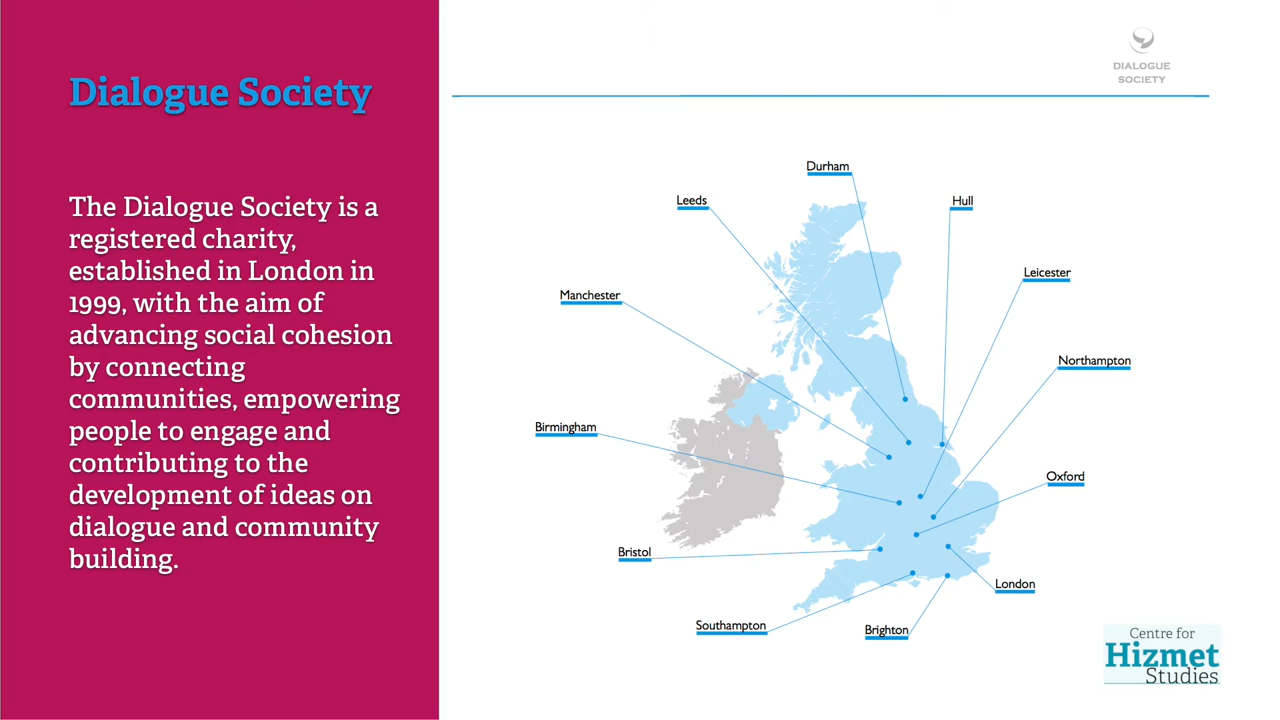 Dialogue Society
The Dialogue Society is a
registered charity,
established in London in
1999, with the aim of
advancing social cohesion
by connecting
communities, empowering
people to engage and
contributing to the
development of ideas on
dialogue and community
building.
DIALOGUE
SOCIETY
Durham
Leeds
Hull
Leicester
Manchester
Northampton
Birmingham
Oxford
Bristol
London
Southampton
Brighton
Centre for
Hizmet
Studies